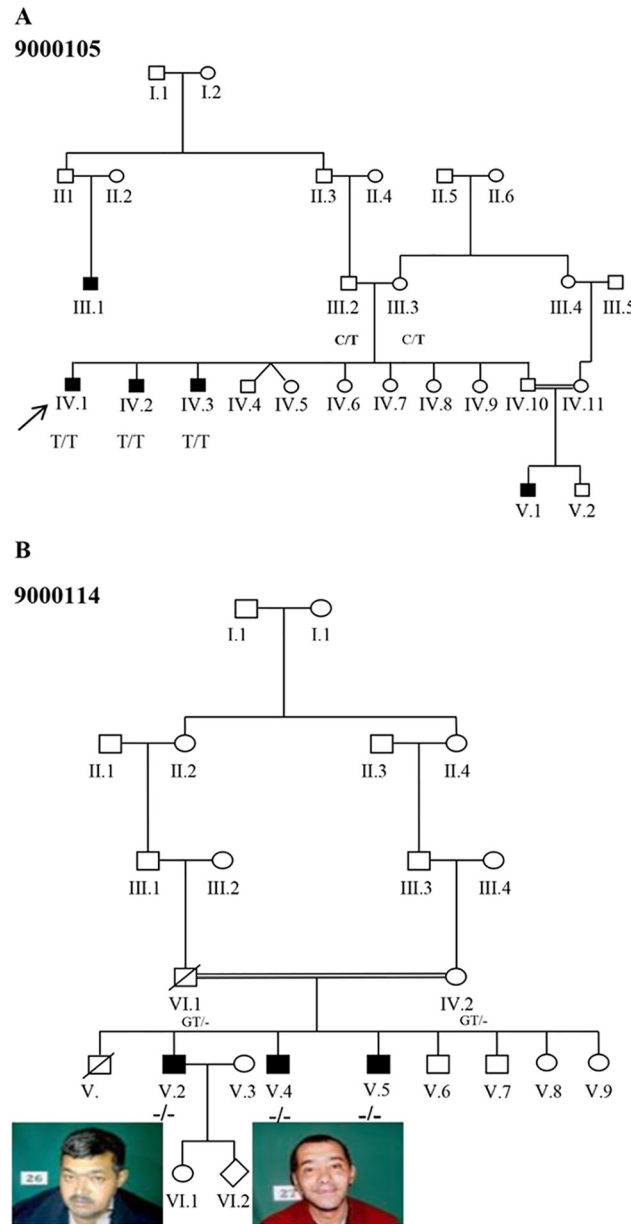 A
9000105
I.1 I.2
II1 II.2 II.3 II.4 II.5 II.6
III.1 III.2 III.3 III.4 III.5
C/T C/T
IV.1 IV.2 IV.3 IV.4 IV.5 IV.6 IV.7 IV.8 IV.9 IV.10 IV.11
T/T T/T T/T
V.1 V.2
B
9000114
I.1 I.1
II.1 II.2 II.3 II.4
III.1 III.2 III.3 III.4
VI.1 IV.2
GT/- GT/-
V. V.2 V.3 V.4 V.5 V.6 V.7 V.8 V.9
-/- -/- -/-
26
VI.1 VI.2